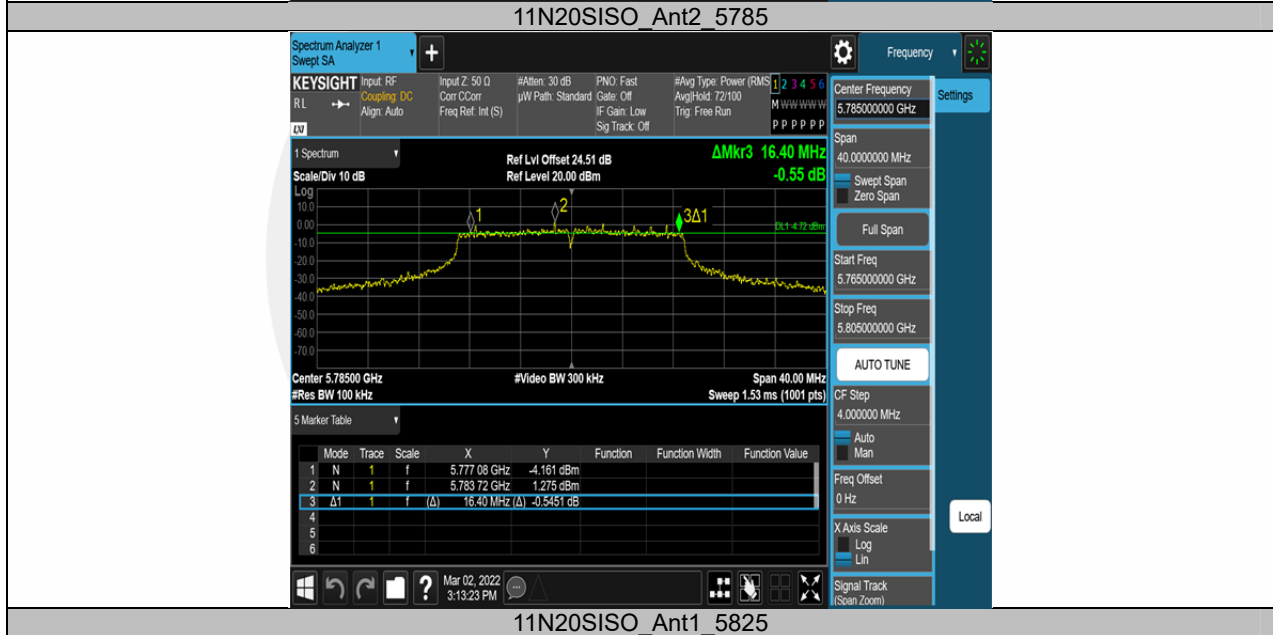 11N20SISO_Ant2_5785
Spectrum Analyzer 1
Swept SA
+
Frequency
KEYSIGHT
RL
LXI
Input: RF
Coupling: DC
Align: Auto
Input Z: 50 Ω
Corr CCorr
Freq Ref: Int (S)
#Atten: 30 dB
µW Path: Standard
PNO: Fast
Gate: Off
IF Gain: Low
Sig Track: Off
#Avg Type: Power (RMS
Avg|Hold: 72/100
Trig: Free Run
1 2 3 4 5 6
M W W W W W
P P P P P P
1 Spectrum
Scale/Div 10 dB
Ref Lvl Offset 24.51 dB
Ref Level 20.00 dBm
ΔMkr3 16.40 MHz
-0.55 dB
Log
10.0
0.00
-10.0
-20.0
-30.0
-40.0
-50.0
-60.0
-70.0
1
2
3Δ1
DL1 -4.72 dBm
Center 5.78500 GHz
#Video BW 300 kHz
Span 40.00 MHz
#Res BW 100 kHz
Sweep 1.53 ms (1001 pts)
5 Marker Table
Mode Trace Scale X Y Function Function Width Function Value
1 N 1 f 5.777 08 GHz -4.161 dBm
2 N 1 f 5.783 72 GHz 1.275 dBm
3 Δ1 1 f (Δ) 16.40 MHz (Δ) -0.5451 dB
4
5
6
Mar 02, 2022
3:13:23 PM
?
Center Frequency
5.785000000 GHz
Settings
Span
40.0000000 MHz
Swept Span
Zero Span
Full Span
Start Freq
5.765000000 GHz
Stop Freq
5.805000000 GHz
AUTO TUNE
CF Step
4.000000 MHz
Auto
Man
Freq Offset
0 Hz
X Axis Scale
Log
Lin
Local
Signal Track
(Span Zoom)
11N20SISO_Ant1_5825